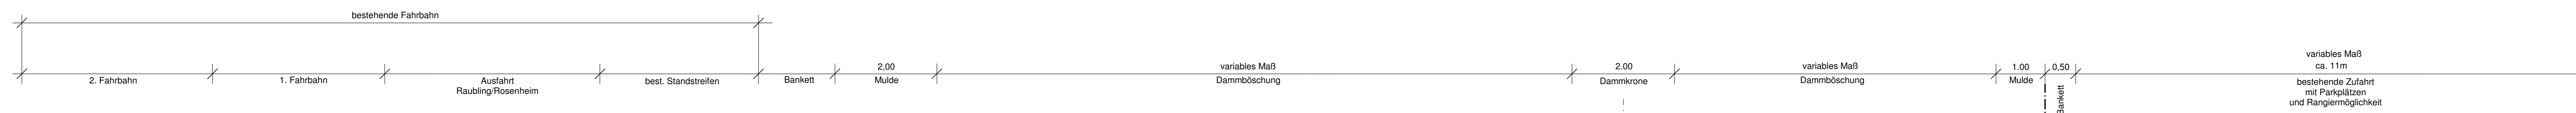 bestehende Fahrbahn
variables Maß
2,00
variables Maß
2.00
variables Maß
1.00
0,50
ca. 11m
2. Fahrbahn
1. Fahrbahn
Ausfahrt
Raubling/Rosenheim
best. Standstreifen
Bankett
Mulde
Dammböschung
Dammkrone
Dammböschung
Mulde
Bankett
bestehende Zufahrt
mit Parkplätzen
und Rangiermöglichkeit